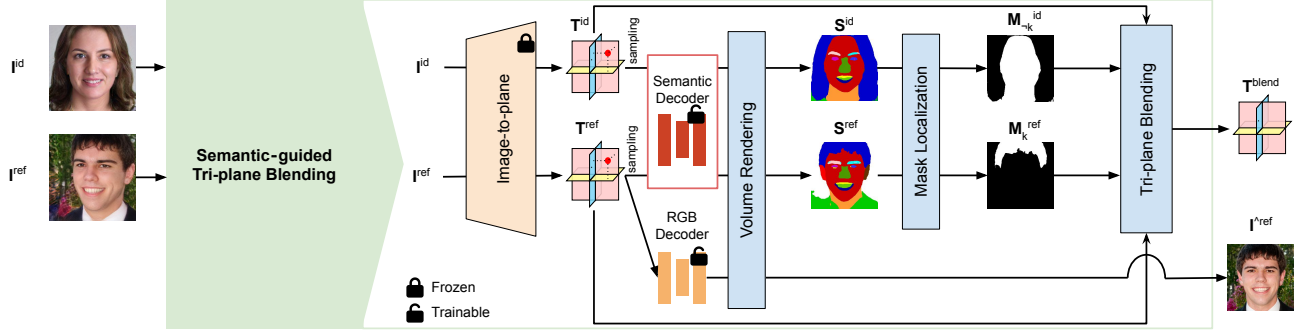 I^id
I^ref
Semantic-guided
Tri-plane Blending
I^id
I^ref
Image-to-plane
T^id
sampling
T^ref
sampling
Semantic
Decoder
RGB
Decoder
Volume Rendering
S^id
S^ref
Mask Localization
M_¬k^id
M_k^ref
Tri-plane Blending
T^blend
I^^ref
Frozen
Trainable